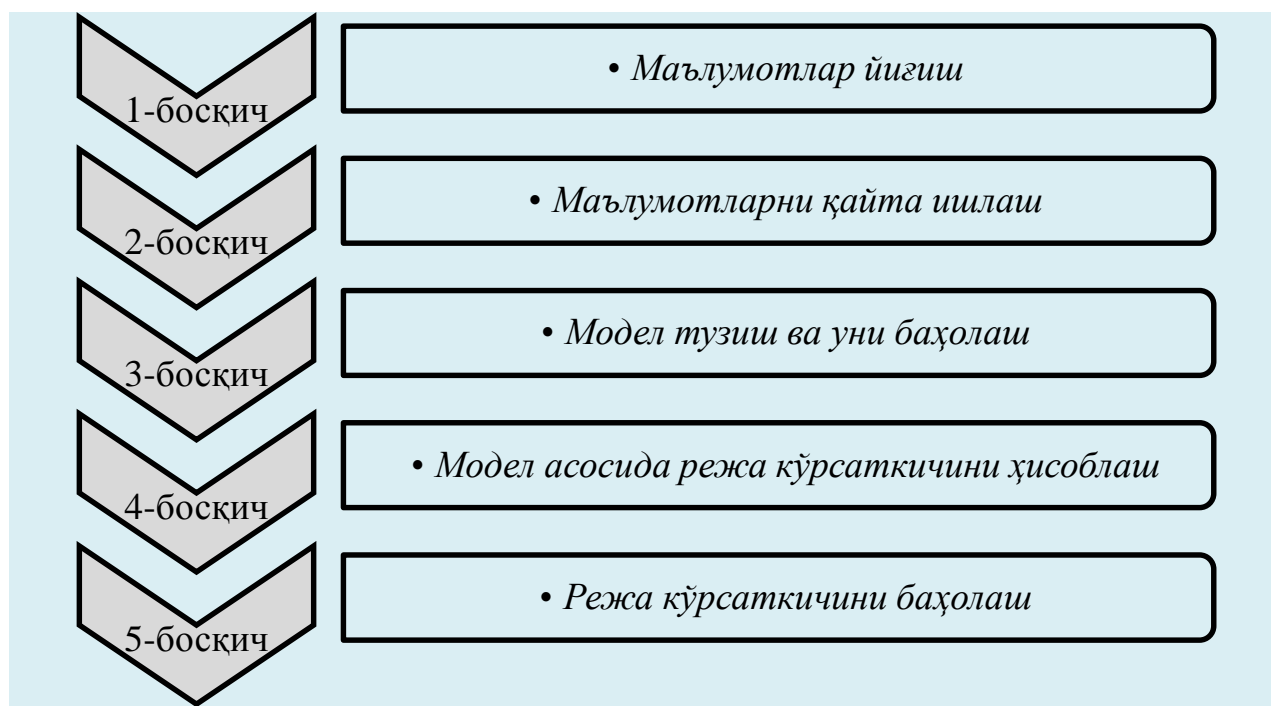 1-босқич
• Маълумотлар йиғиш
2-босқич
• Маълумотларни қайта ишлаш
3-босқич
• Модел тузиш ва уни баҳолаш
4-босқич
• Модел асосида режа кўрсаткичини ҳисоблаш
5-босқич
• Режа кўрсаткичини баҳолаш